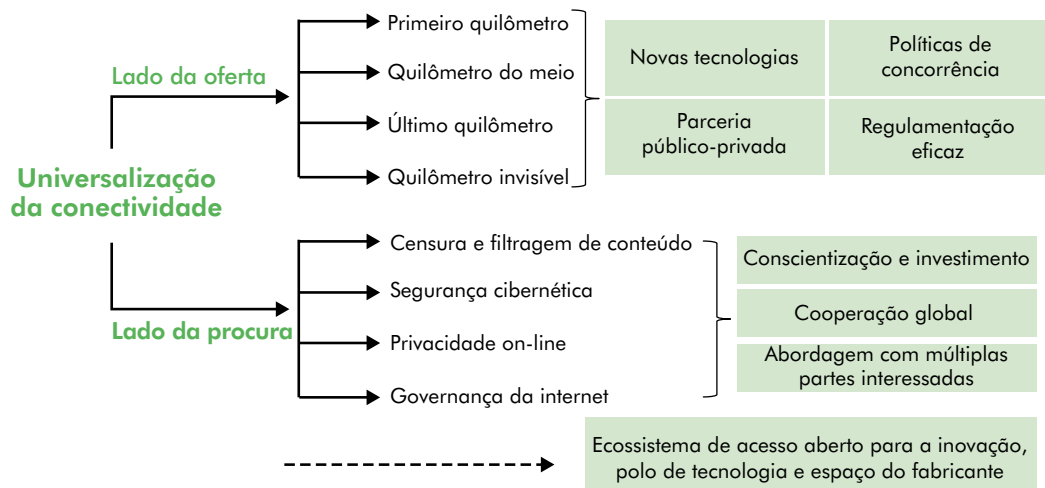 Universalização
da conectividade
Lado da oferta
Primeiro quilômetro
Quilômetro do meio
Último quilômetro
Quilômetro invisível
Novas tecnologias
Políticas de
concorrência
Parceria
público-privada
Regulamentação
eficaz
Lado da procura
Censura e filtragem de conteúdo
Segurança cibernética
Privacidade on-line
Governança da internet
Conscientização e investimento
Cooperação global
Abordagem com múltiplas
partes interessadas
Ecossistema de acesso aberto para a inovação,
polo de tecnologia e espaço do fabricante